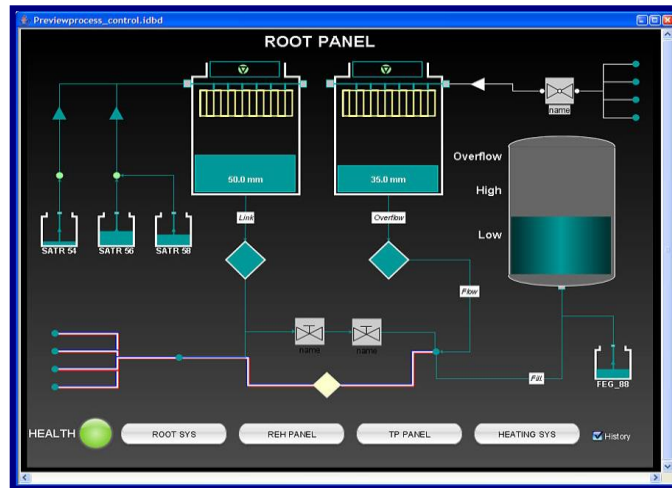 Previewprocess_control.idbd
ROOT PANEL
name
50.0 mm
35.0 mm
Overflow
High
Low
Link
Overflow
SATR 54
SATR 56
SATR 58
Flow
name
name
Fill
FEG_88
HEALTH
ROOT SYS
REH PANEL
TP PANEL
HEATING SYS
History